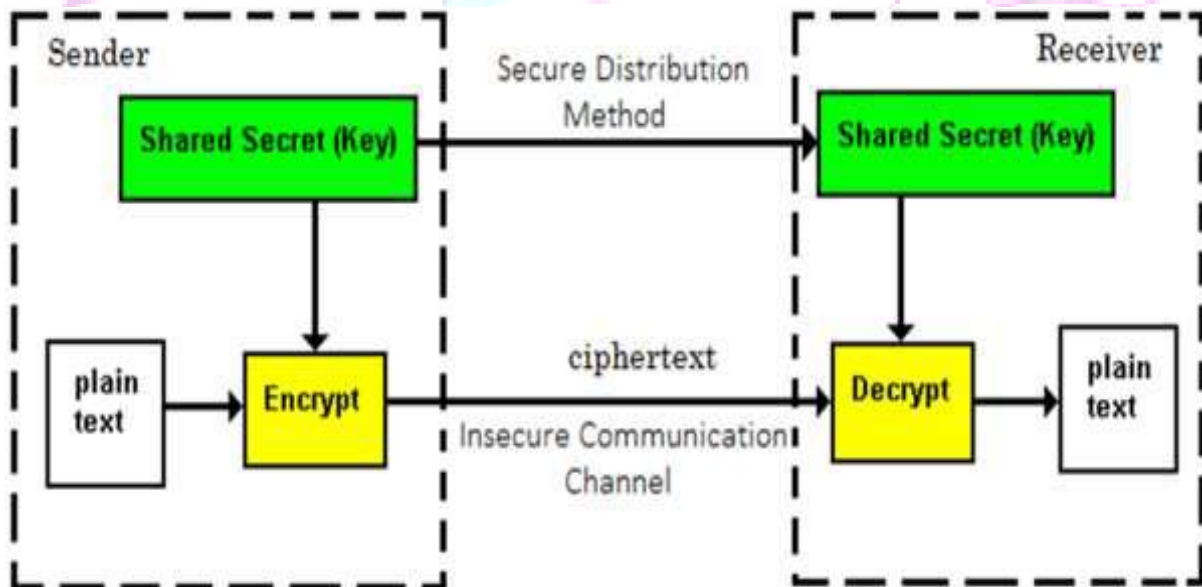 Sender
Receiver
Secure Distribution
Method
Shared Secret (Key)
Shared Secret (Key)
plain
text
Encrypt
ciphertext
Insecure Communication
Channel
Decrypt
plain
text